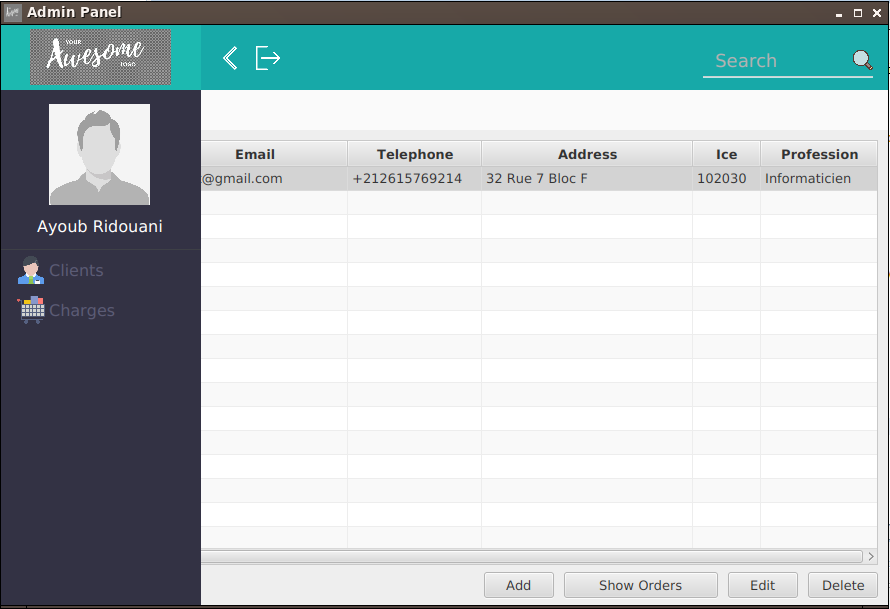 Admin Panel
YOUR
Awesome
LOGO
Search
Ayoub Ridouani
Clients
Charges
Email Telephone Address Ice Profession
@gmail.com +212615769214 32 Rue 7 Bloc F 102030 Informaticien
Add Show Orders Edit Delete